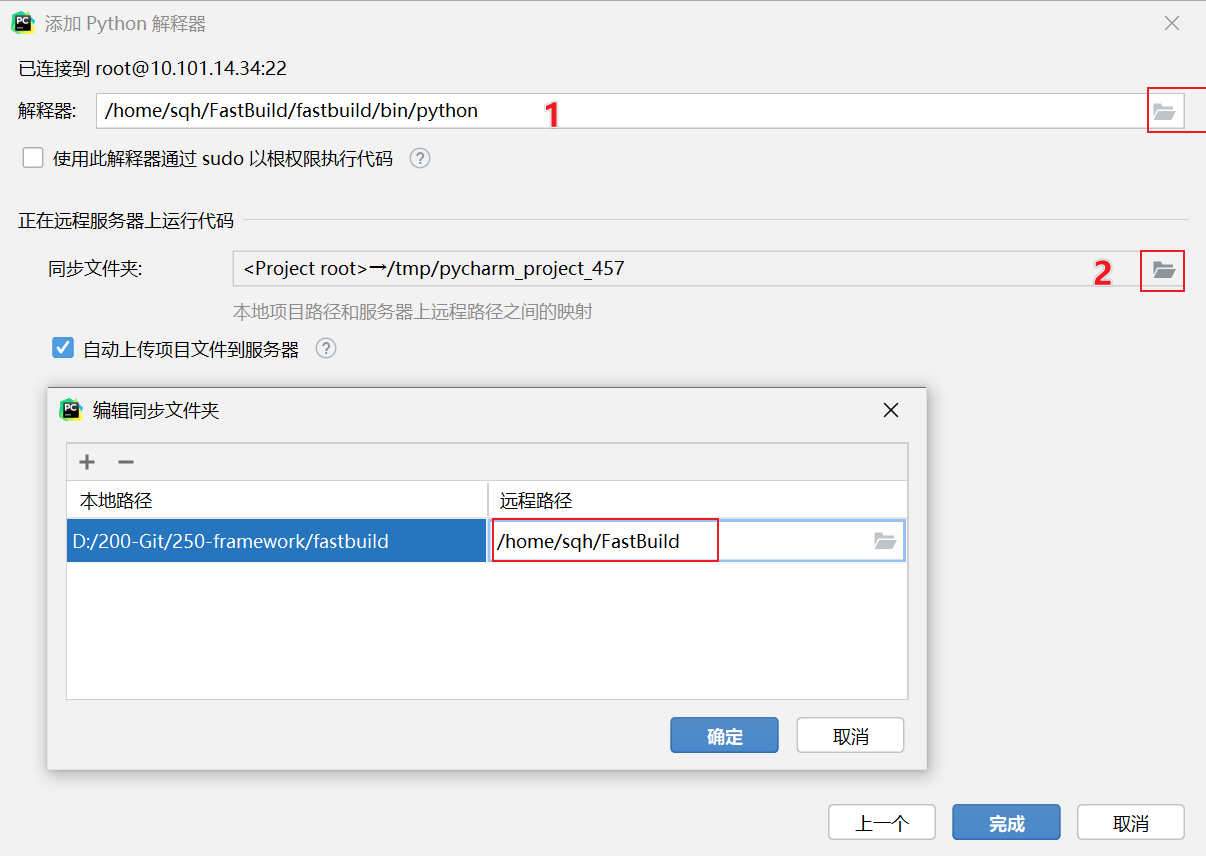 添加 Python 解释器
已连接到 root@10.101.14.34:22
解释器: /home/sqh/FastBuild/fastbuild/bin/python 1
使用此解释器通过 sudo 以根权限执行代码 ?
正在远程服务器上运行代码
同步文件夹: <Project root>→/tmp/pycharm_project_457 2
本地项目路径和服务器上远程路径之间的映射
自动上传项目文件到服务器 ?
编辑同步文件夹
本地路径 远程路径
D:/200-Git/250-framework/fastbuild /home/sqh/FastBuild
确定 取消
上一个 完成 取消